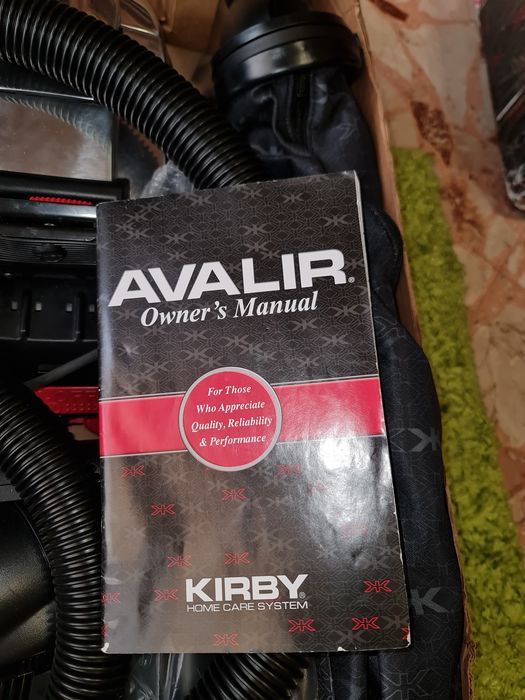 AVALIR®
Owner's Manual
For Those
Who Appreciate
Quality, Reliability
& Performance
KIRBY®
HOME CARE SYSTEM